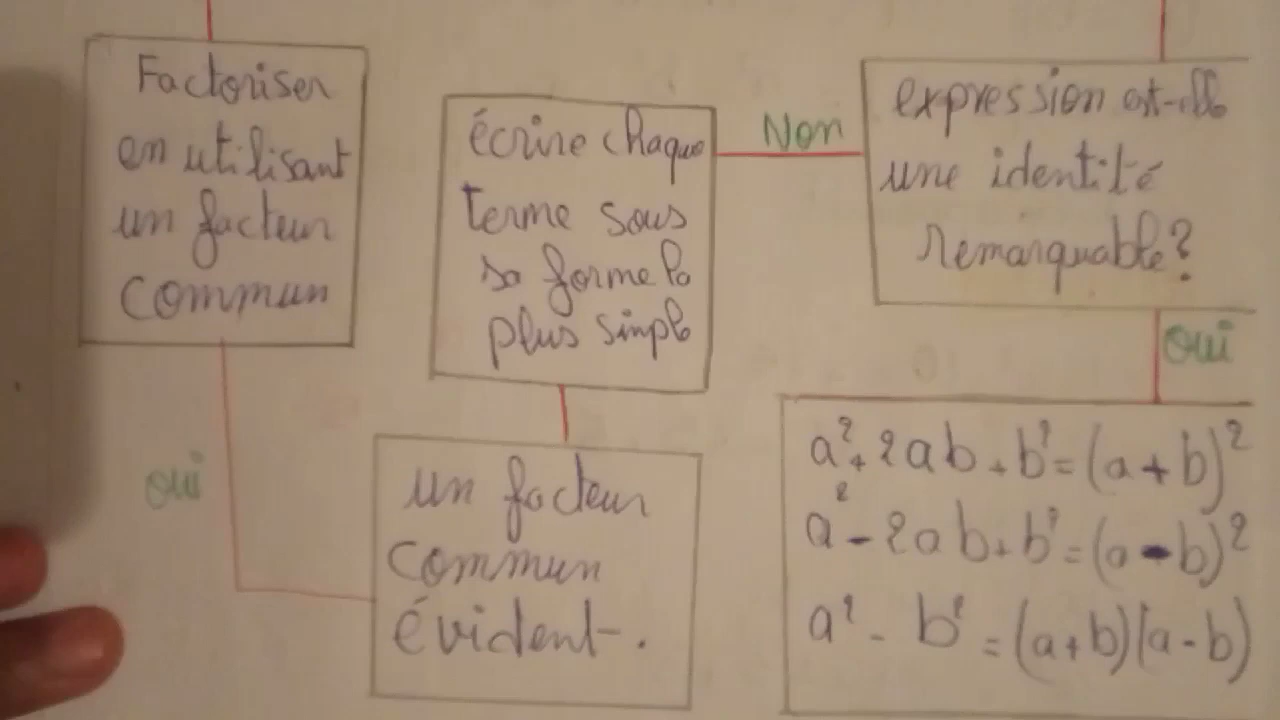 Factoriser
en utilisant
un facteur
commun
écrire chaque
terme sous
sa forme la
plus simple
Non
expression est-elle
une identité
remarquable?
oui
oui
un facteur
commun
évident.
a²+2ab+b²=(a+b)²
a²-2ab+b²=(a-b)²
a²-b²=(a+b)(a-b)